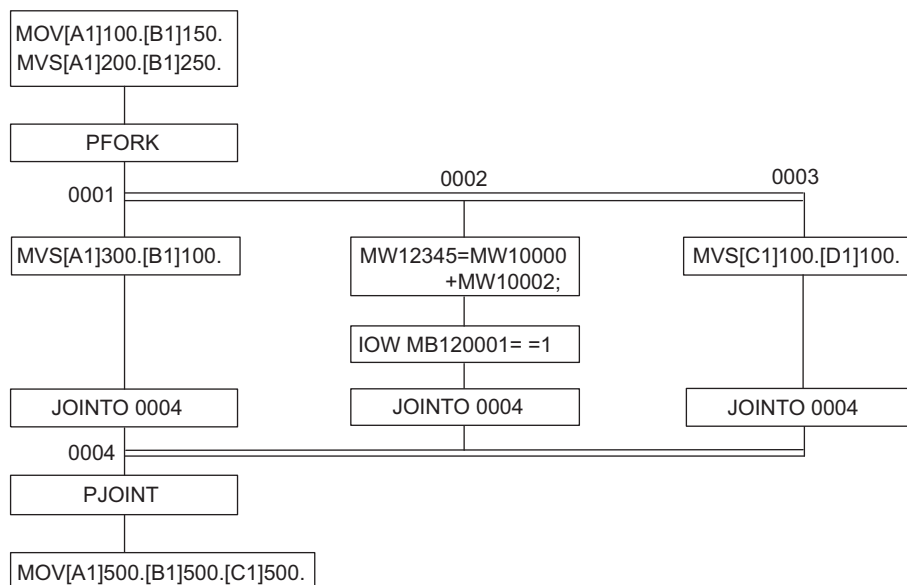 MOV[A1]100.[B1]150.
MVS[A1]200.[B1]250.
PFORK
0001
0002
0003
MVS[A1]300.[B1]100.
MW12345=MW10000
+MW10002;
MVS[C1]100.[D1]100.
IOW MB120001= =1
JOINTO 0004
JOINTO 0004
JOINTO 0004
0004
PJOINT
MOV[A1]500.[B1]500.[C1]500.